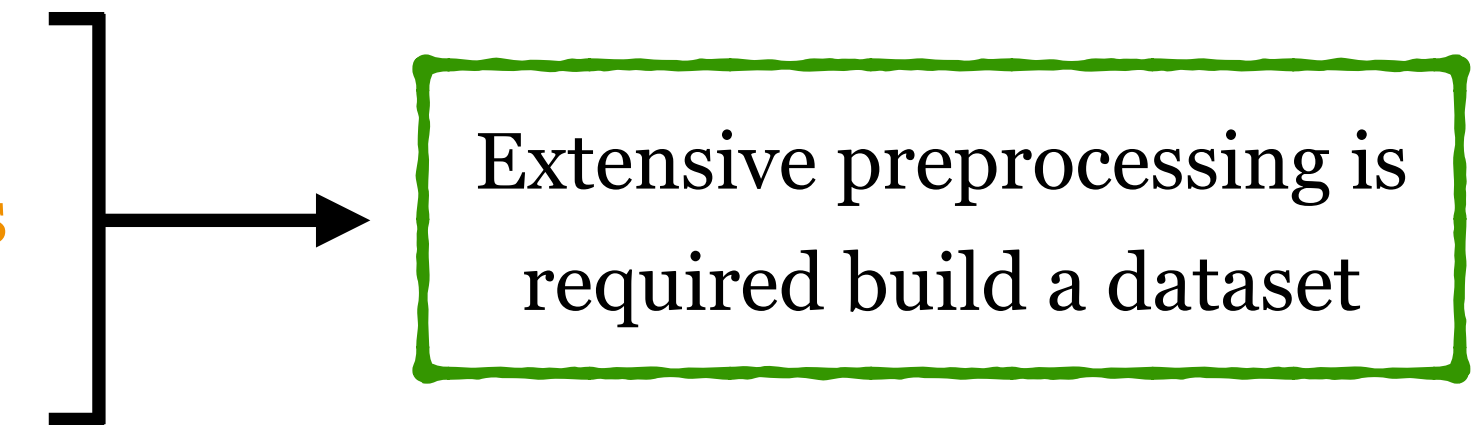 s
Extensive preprocessing is
required build a dataset